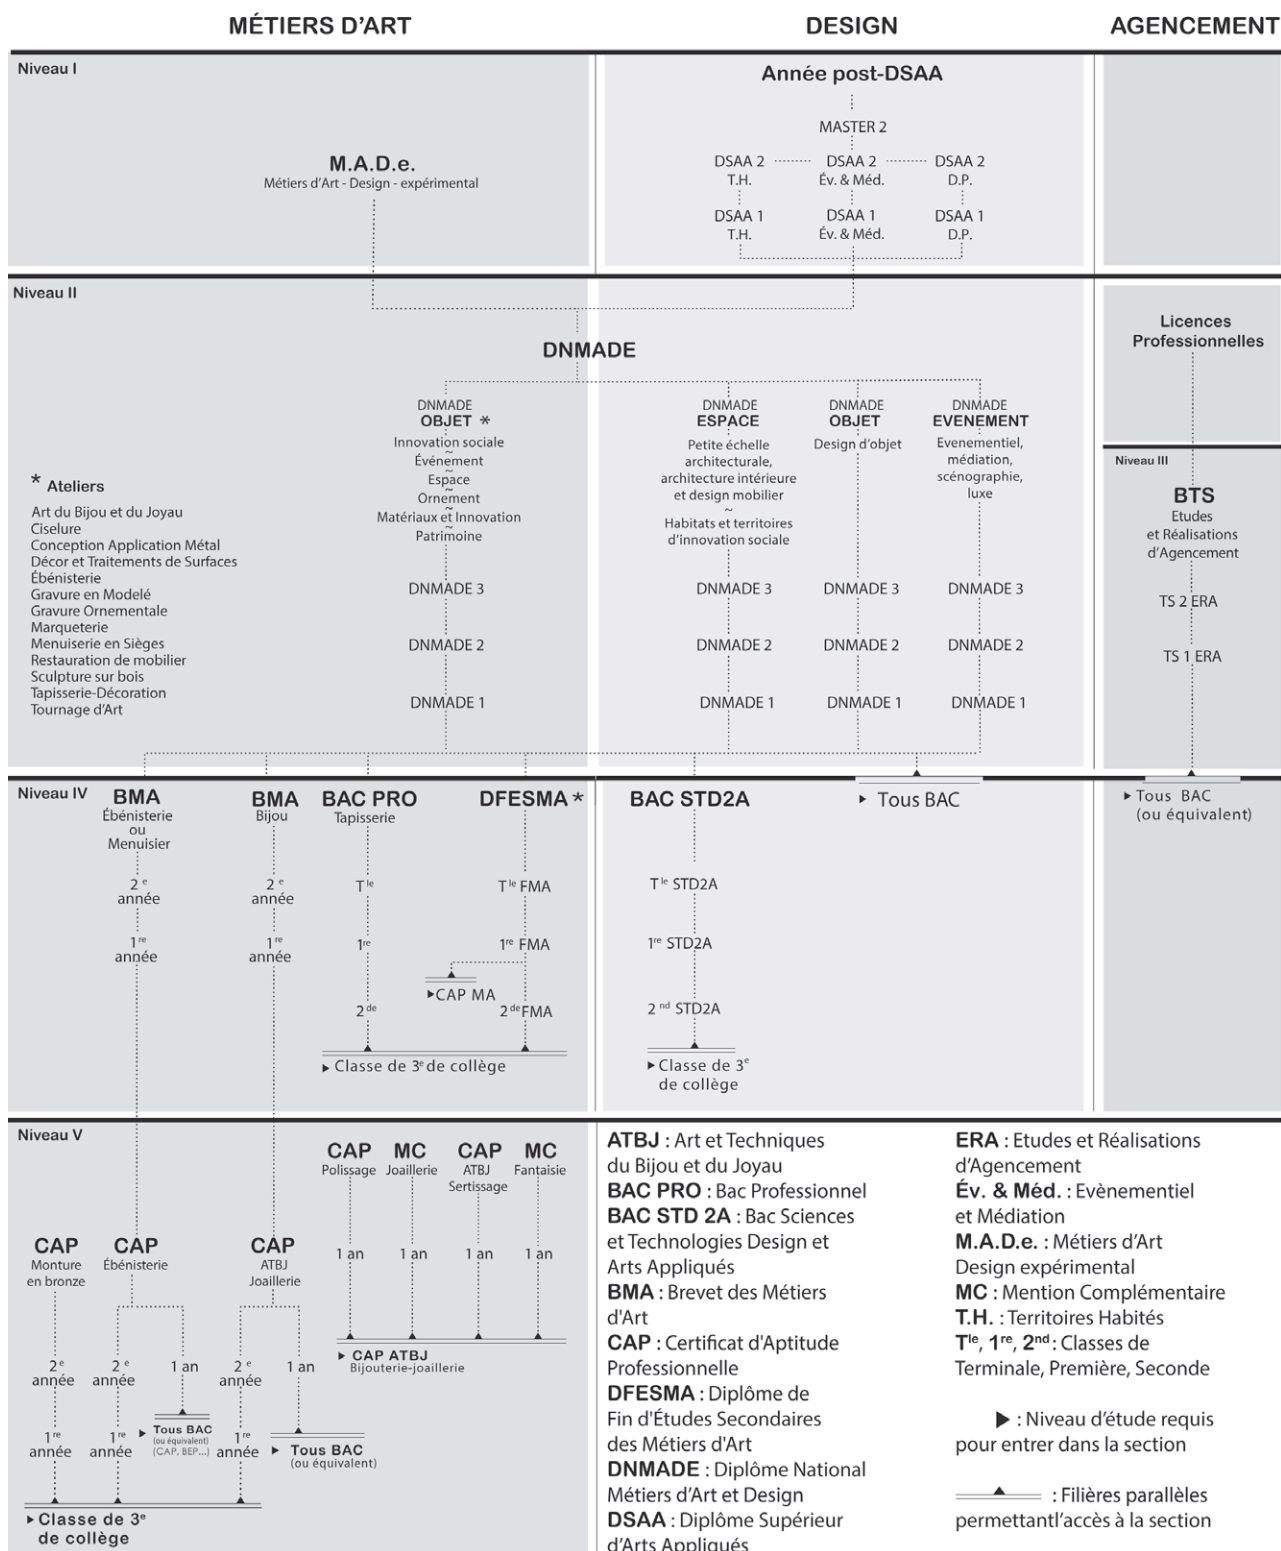 MÉTIERS D'ART
DESIGN
AGENCEMENT
Niveau I
M.A.D.e.
Métiers d'Art - Design - expérimental
Année post-DSAA
MASTER 2
DSAA 2 DSAA 2 DSAA 2
T.H. Év. & Méd. D.P.
DSAA 1 DSAA 1 DSAA 1
T.H. Év. & Méd. D.P.
Niveau II
DNMADE
DNMADE
OBJET *
Innovation sociale
~
Événement
~
Espace
~
Ornement
~
Matériaux et Innovation
~
Patrimoine
DNMADE 3
DNMADE 2
DNMADE 1
* Ateliers
Art du Bijou et du Joyau
Ciselure
Conception Application Métal
Décor et Traitements de Surfaces
Ébénisterie
Gravure en Modelé
Gravure Ornementale
Marqueterie
Menuiserie en Sièges
Restauration de mobilier
Sculpture sur bois
Tapisserie-Décoration
Tournage d'Art
DNMADE
ESPACE
Petite échelle
architecturale,
architecture intérieure
et design mobilier
~
Habitats et territoires
d'innovation sociale
DNMADE 3
DNMADE 2
DNMADE 1
DNMADE
OBJET
Design d'objet
DNMADE 3
DNMADE 2
DNMADE 1
DNMADE
EVENEMENT
Evenementiel,
médiation,
scénographie,
luxe
DNMADE 3
DNMADE 2
DNMADE 1
Licences
Professionnelles
Niveau III
BTS
Etudes
et Réalisations
d'Agencement
TS 2 ERA
TS 1 ERA
Niveau IV
BMA
Ébénisterie
ou
Menuisier
2e
année
1re
année
BMA
Bijou
2e
année
1re
année
BAC PRO
Tapisserie
Tle
1re
2de
DFESMA *
Tle FMA
1re FMA
▶CAP MA
2de FMA
▶ Classe de 3e de collège
BAC STD2A
Tle STD2A
1re STD2A
2nd STD2A
▶ Classe de 3e
de collège
▶ Tous BAC
▶ Tous BAC
(ou équivalent)
Niveau V
CAP
Polissage
1 an
MC
Joaillerie
1 an
CAP
ATBJ
Sertissage
1 an
MC
Fantaisie
1 an
▶ CAP ATBJ
Bijouterie-joaillerie
CAP
Monture
en bronze
2e
année
1re
année
CAP
Ébénisterie
2e
année
1re
année
1 an
▶ Tous BAC
(ou équivalent)
(CAP, BEP...)
CAP
ATBJ
Joaillerie
2e
année
1re
année
1 an
▶ Tous BAC
(ou équivalent)
▶ Classe de 3e
de collège
ATBJ : Art et Techniques
du Bijou et du Joyau
BAC PRO : Bac Professionnel
BAC STD 2A : Bac Sciences
et Technologies Design et
Arts Appliqués
BMA : Brevet des Métiers
d'Art
CAP : Certificat d'Aptitude
Professionnelle
DFESMA : Diplôme de
Fin d'Études Secondaires
des Métiers d'Art
DNMADE : Diplôme National
Métiers d'Art et Design
DSAA : Diplôme Supérieur
d'Arts Appliqués
ERA : Etudes et Réalisations
d'Agencement
Év. & Méd. : Evènementiel
et Médiation
M.A.D.e. : Métiers d'Art
Design expérimental
MC : Mention Complémentaire
T.H. : Territoires Habités
Tle, 1re, 2nd : Classes de
Terminale, Première, Seconde
▶ : Niveau d'étude requis
pour entrer dans la section
: Filières parallèles
permettantl'accès à la section